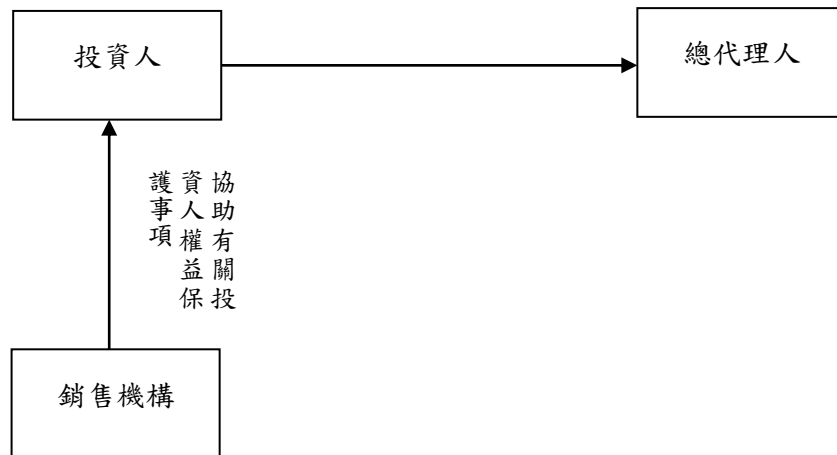 投資人
總代理人
協助有關投
資人權益保
護事項
銷售機構